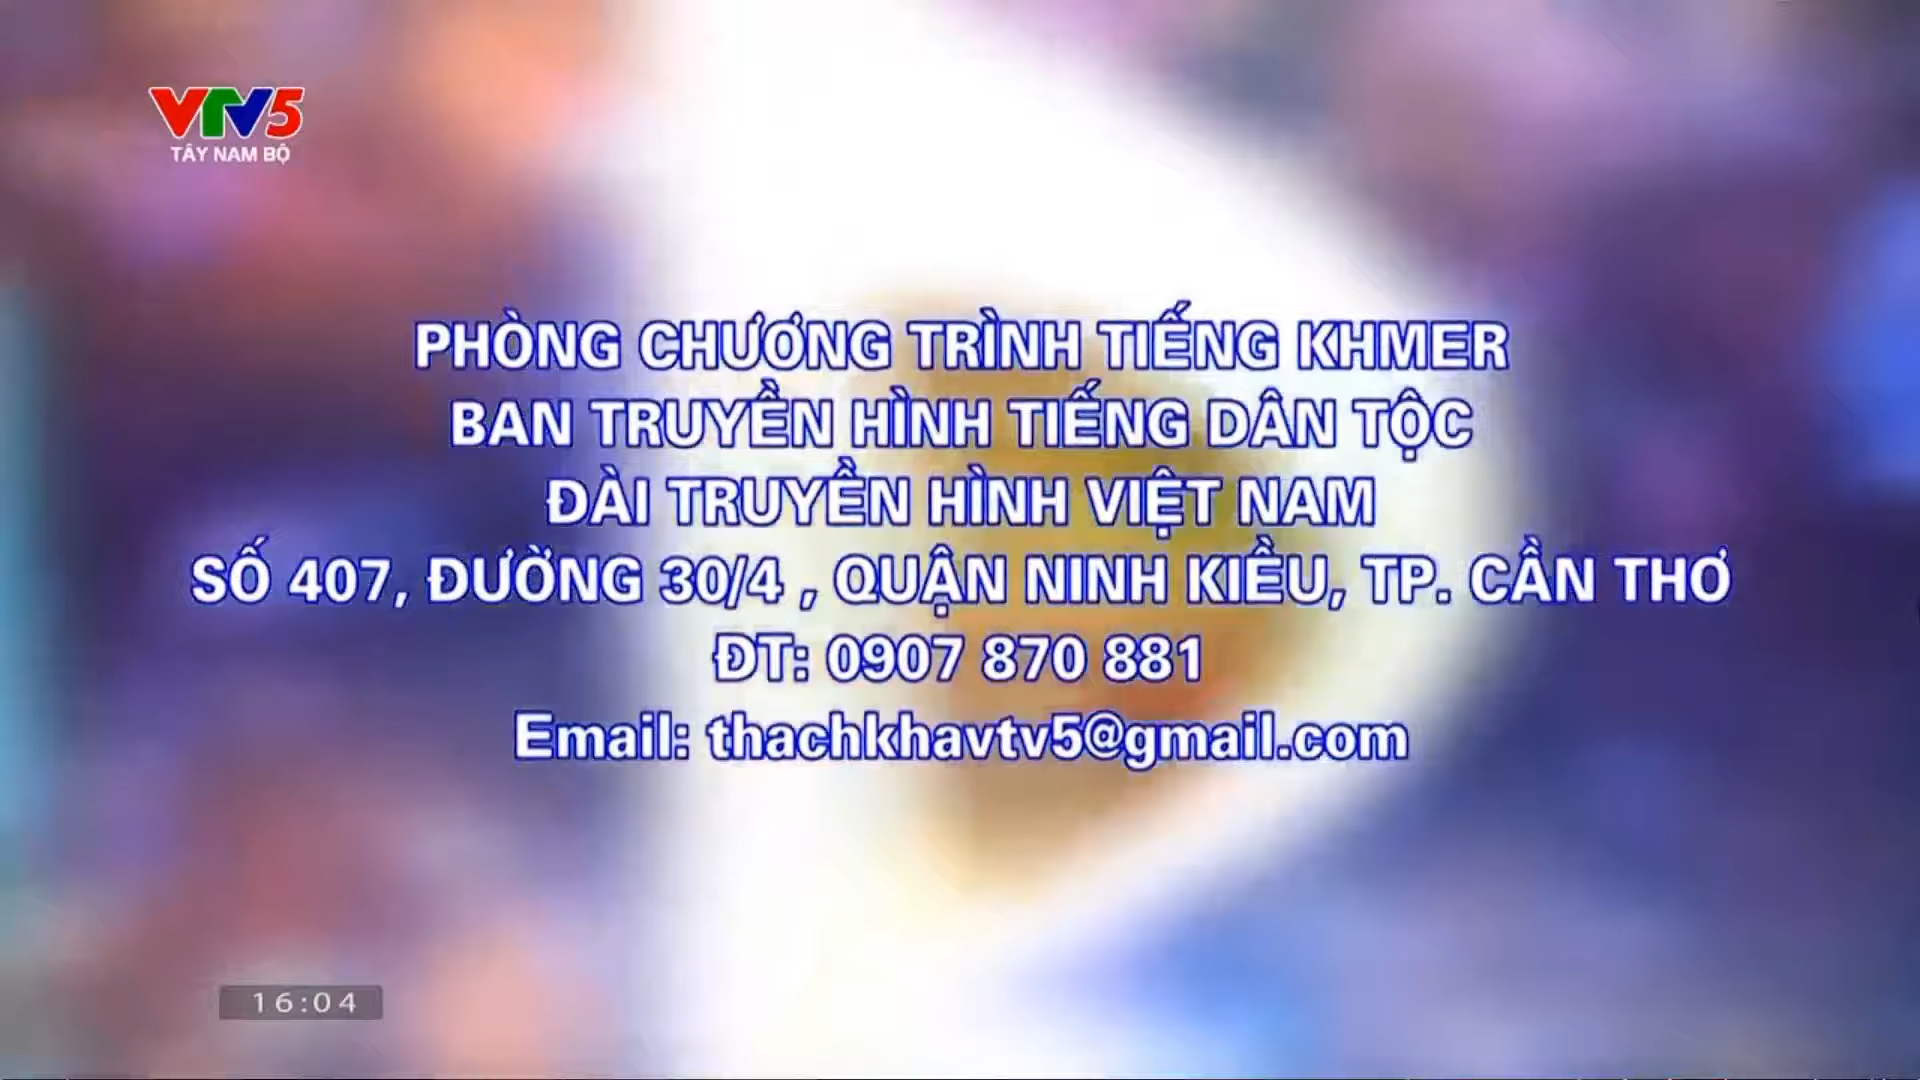 VTV5
TÂY NAM BỘ
PHÒNG CHƯƠNG TRÌNH TIẾNG KHMER
BAN TRUYỀN HÌNH TIẾNG DÂN TỘC
ĐÀI TRUYỀN HÌNH VIỆT NAM
SỐ 407, ĐƯỜNG 30/4 , QUẬN NINH KIỀU, TP. CẦN THƠ
ĐT: 0907 870 881
Email: thachkhavtv5@gmail.com
16:04